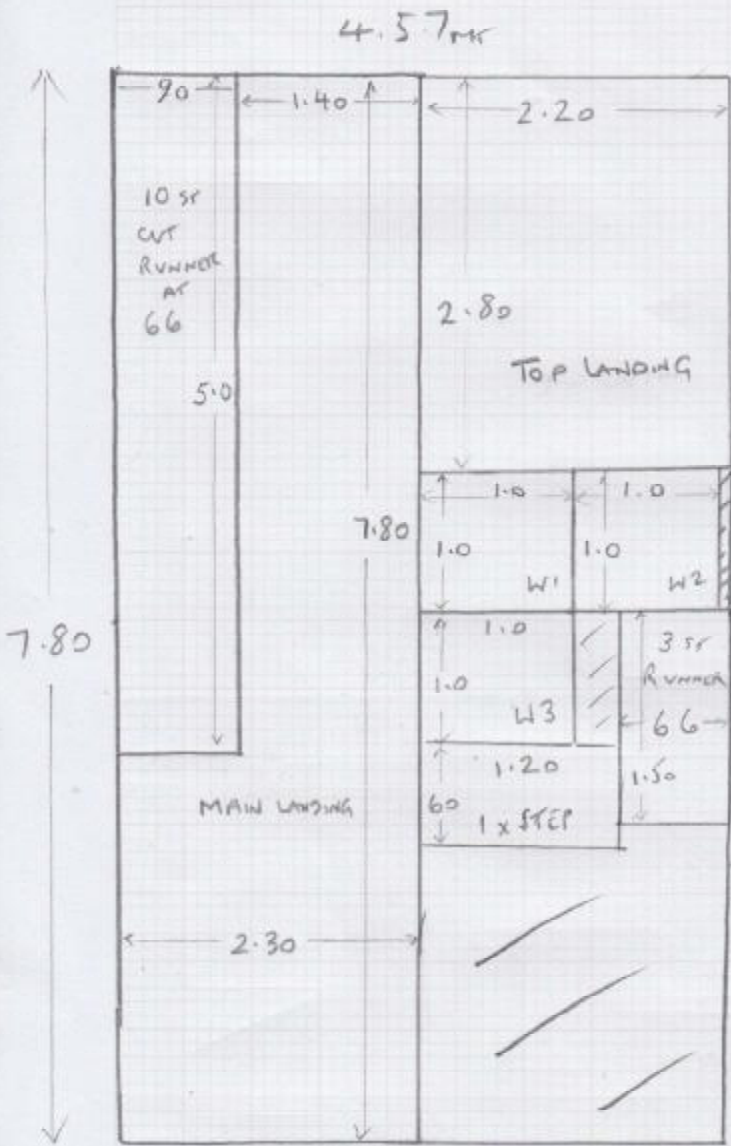 4.57mt
90
1.40
2.20
10 ST
CUT
RUNNER
AT
66
2.80
TOP LANDING
5.0
7.80
1.0
1.0
1.0
1.0
W1
W2
7.80
1.0
3 ST
RUNNER
1.0
W3
66
1.20
1.50
MAIN LANDING
60
1 x STEP
2.30